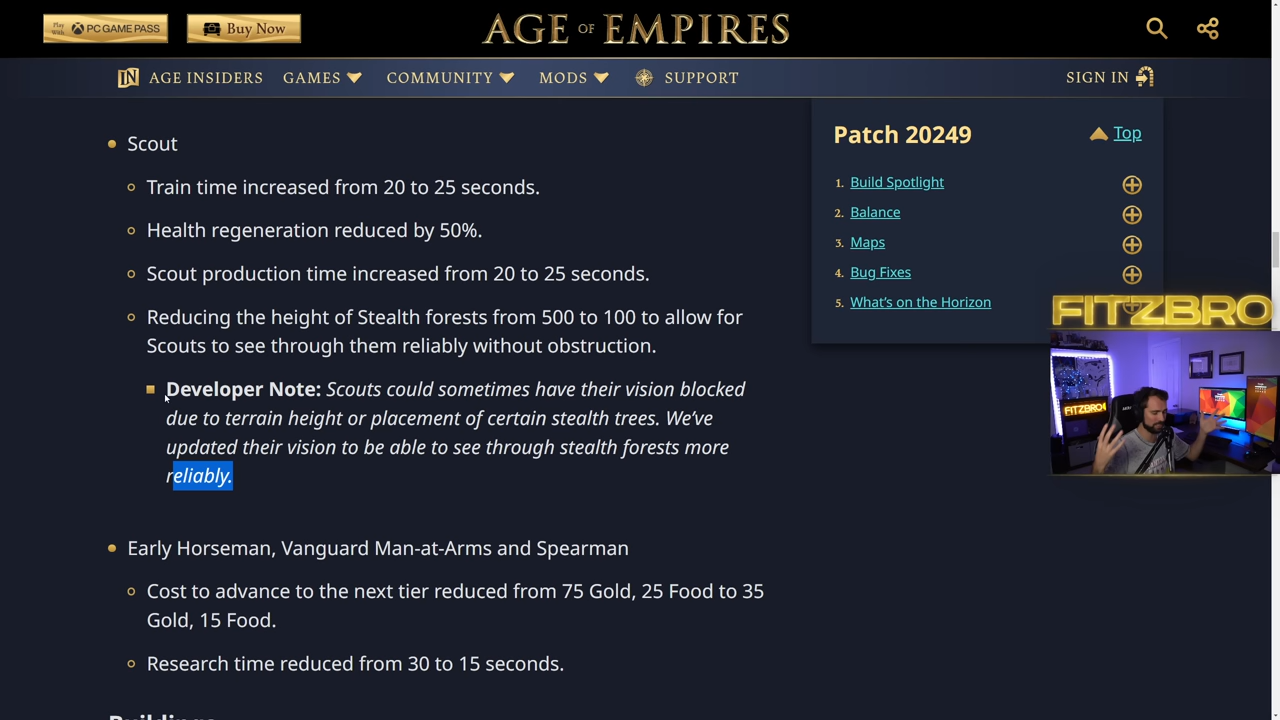 Play With XBOX PC GAME PASS
Buy Now
AGE OF EMPIRES
IN AGE INSIDERS
GAMES
COMMUNITY
MODS
SUPPORT
SIGN IN
Scout
Train time increased from 20 to 25 seconds.
Health regeneration reduced by 50%.
Scout production time increased from 20 to 25 seconds.
Reducing the height of Stealth forests from 500 to 100 to allow for
Scouts to see through them reliably without obstruction.
Developer Note: Scouts could sometimes have their vision blocked
due to terrain height or placement of certain stealth trees. We’ve
updated their vision to be able to see through stealth forests more
reliably.
Early Horseman, Vanguard Man-at-Arms and Spearman
Cost to advance to the next tier reduced from 75 Gold, 25 Food to 35
Gold, 15 Food.
Research time reduced from 30 to 15 seconds.
Buildings
Patch 20249
Top
1. Build Spotlight
2. Balance
3. Maps
4. Bug Fixes
5. What’s on the Horizon
FITZBRO
FITZBRO